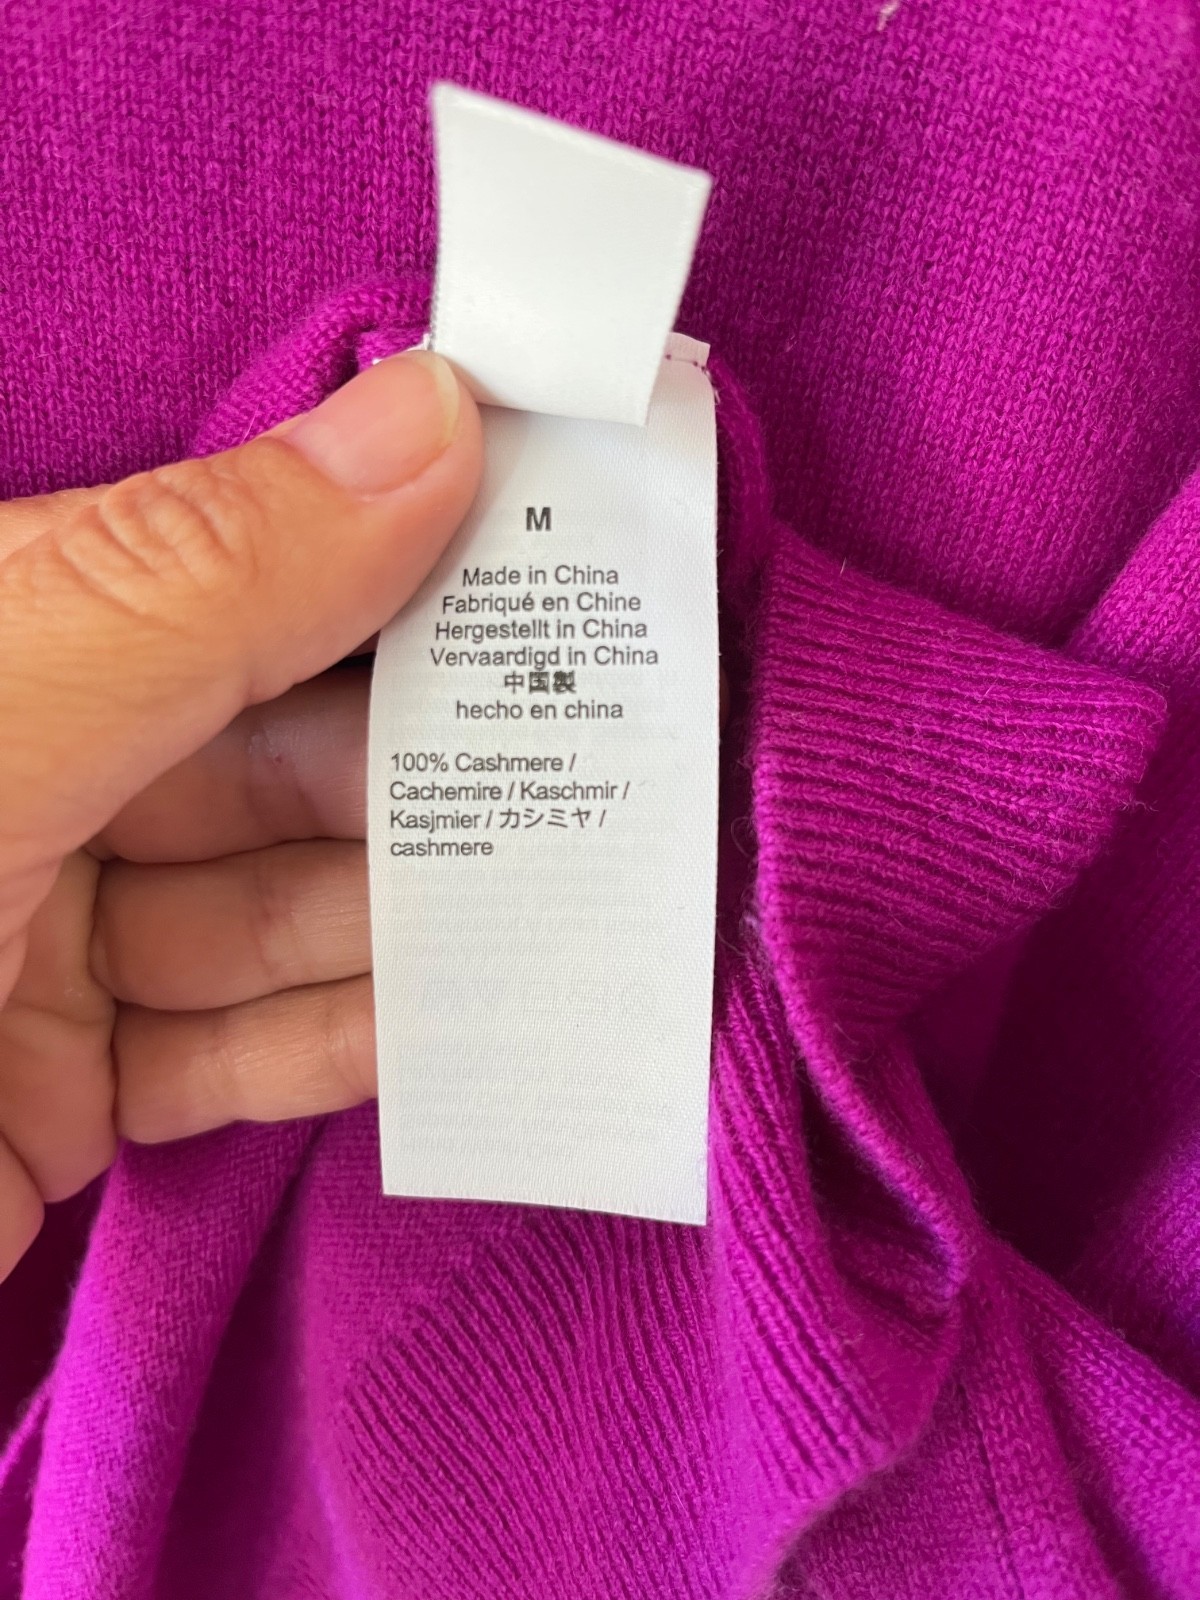 M
Made in China
Fabriqué en Chine
Hergestellt in China
Vervaardigd in China
中国製
hecho en china
100% Cashmere /
Cachemire / Kaschmir /
Kasjmier / カシミヤ /
cashmere